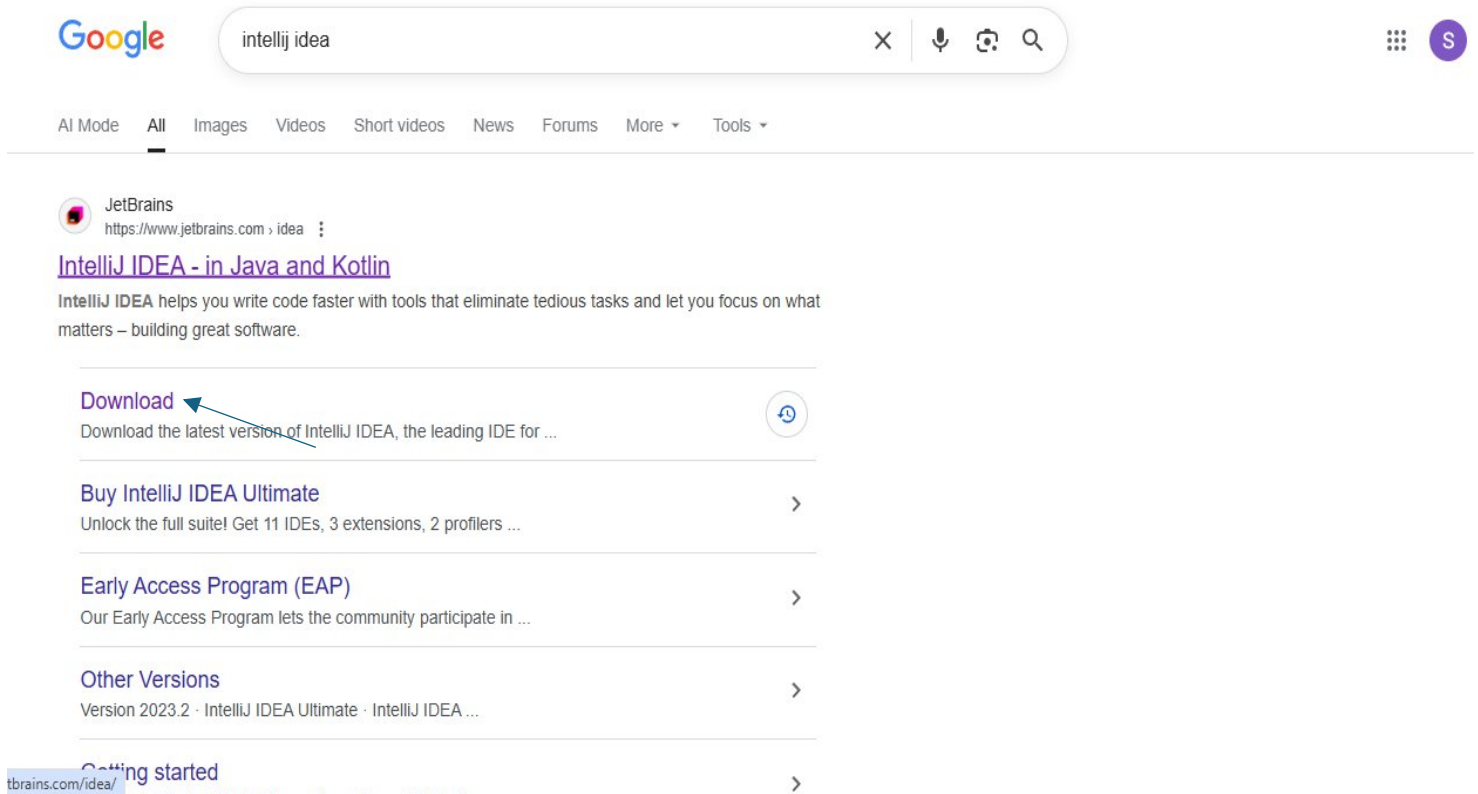 Google
intellij idea
S
AI Mode All Images Videos Short videos News Forums More Tools
JetBrains
https://www.jetbrains.com › idea
IntelliJ IDEA - in Java and Kotlin
IntelliJ IDEA helps you write code faster with tools that eliminate tedious tasks and let you focus on what
matters – building great software.
Download
Download the latest version of IntelliJ IDEA, the leading IDE for ...
Buy IntelliJ IDEA Ultimate
Unlock the full suite! Get 11 IDEs, 3 extensions, 2 profilers ...
Early Access Program (EAP)
Our Early Access Program lets the community participate in ...
Other Versions
Version 2023.2 · IntelliJ IDEA Ultimate · IntelliJ IDEA ...
Getting started
tbrains.com/idea/